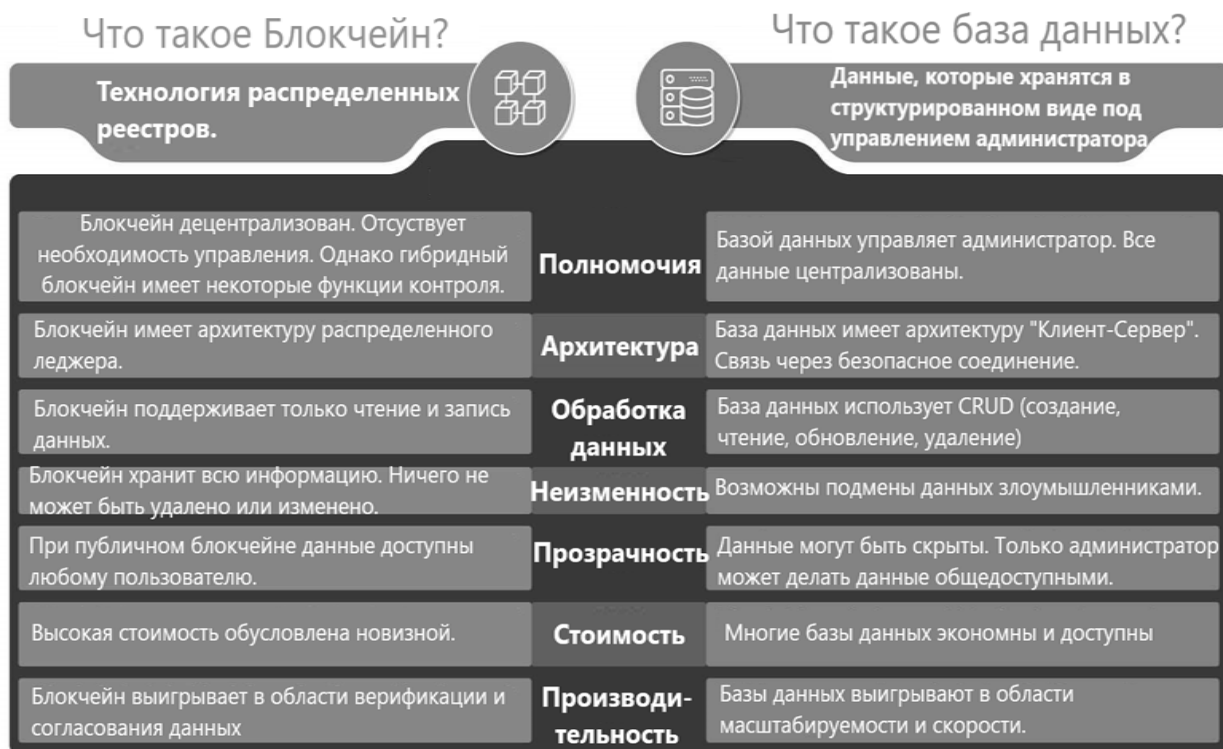 Что такое Блокчейн?
Что такое база данных?
Технология распределенных
реестров.
Данные, которые хранятся в
структурированном виде под
управлением администратора
Блокчейн децентрализован. Отсуствует
необходимость управления. Однако гибридный
блокчейн имеет некоторые функции контроля.
Полномочия
Базой данных управляет администратор. Все
данные централизованы.
Блокчейн имеет архитектуру распределенного
леджера.
Архитектура
База данных имеет архитектуру "Клиент-Сервер".
Связь через безопасное соединение.
Блокчейн поддерживает только чтение и запись
данных.
Обработка
данных
База данных использует CRUD (создание,
чтение, обновление, удаление)
Блокчейн хранит всю информацию. Ничего не
может быть удалено или изменено.
Неизменность
Возможны подмены данных злоумышленниками.
При публичном блокчейне данные доступны
любому пользователю.
Прозрачность
Данные могут быть скрыты. Только администратор
может делать данные общедоступными.
Высокая стоимость обусловлена новизной.
Стоимость
Многие базы данных экономны и доступны
Блокчейн выигрывает в области верификации и
согласования данных
Производи-
тельность
Базы данных выигрывают в области
масштабируемости и скорости.